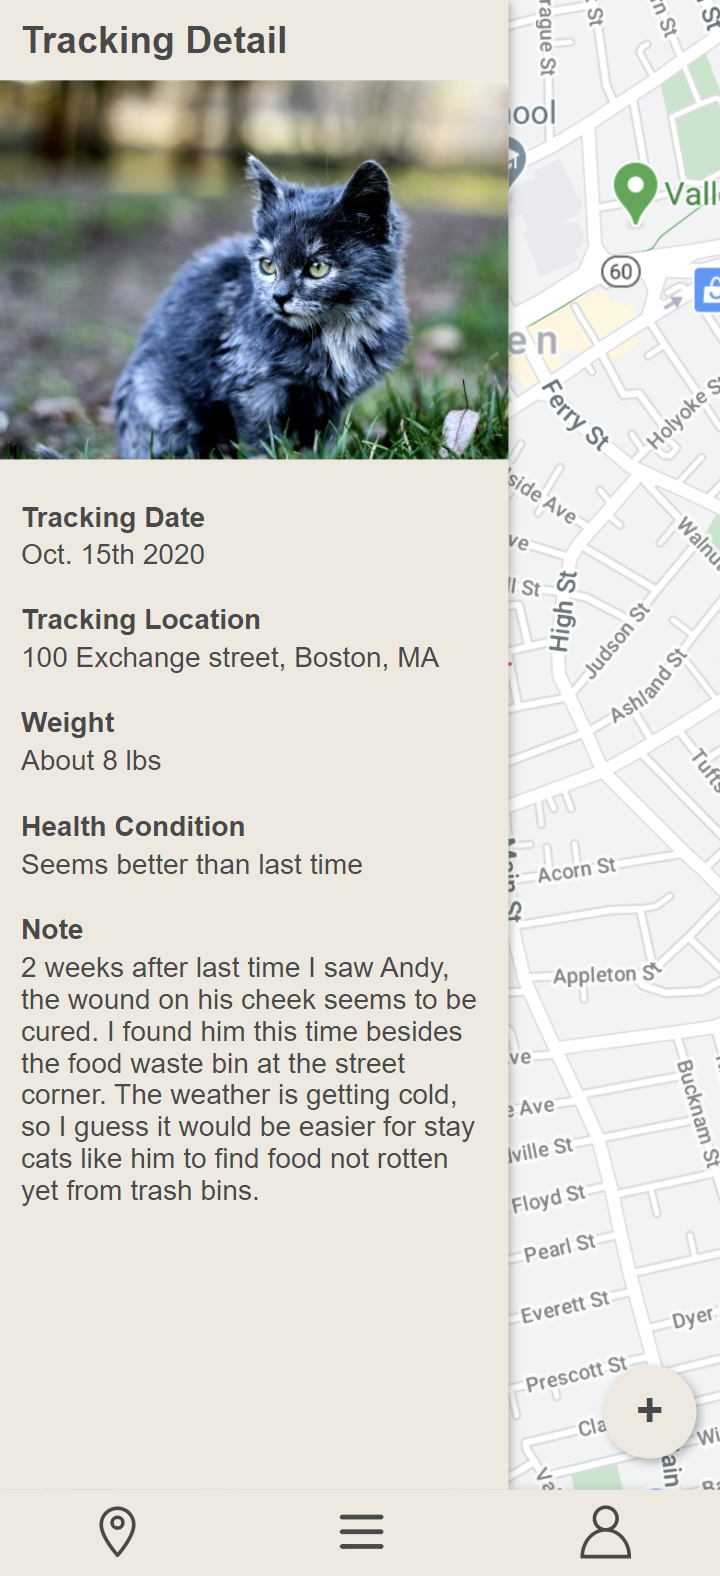 Tracking Detail
Tracking Date
Oct. 15th 2020
Tracking Location
100 Exchange street, Boston, MA
Weight
About 8 lbs
Health Condition
Seems better than last time
Note
2 weeks after last time I saw Andy,
the wound on his cheek seems to be
cured. I found him this time besides
the food waste bin at the street
corner. The weather is getting cold,
so I guess it would be easier for stay
cats like him to find food not rotten
yet from trash bins.
rague St
St
rn St
St
ool
Valle
60
en
Ferry St
Holyoke S
side Ave
ve
ll St
Walnu
High St
Judson St
Ashland St
Tufts
Main St
Acorn St
Appleton St
ve
e Ave
Bucknam St
lville St
Floyd St
Pearl St
Everett St
Dyer
Prescott St
+
Cla
Wi
ain
Va